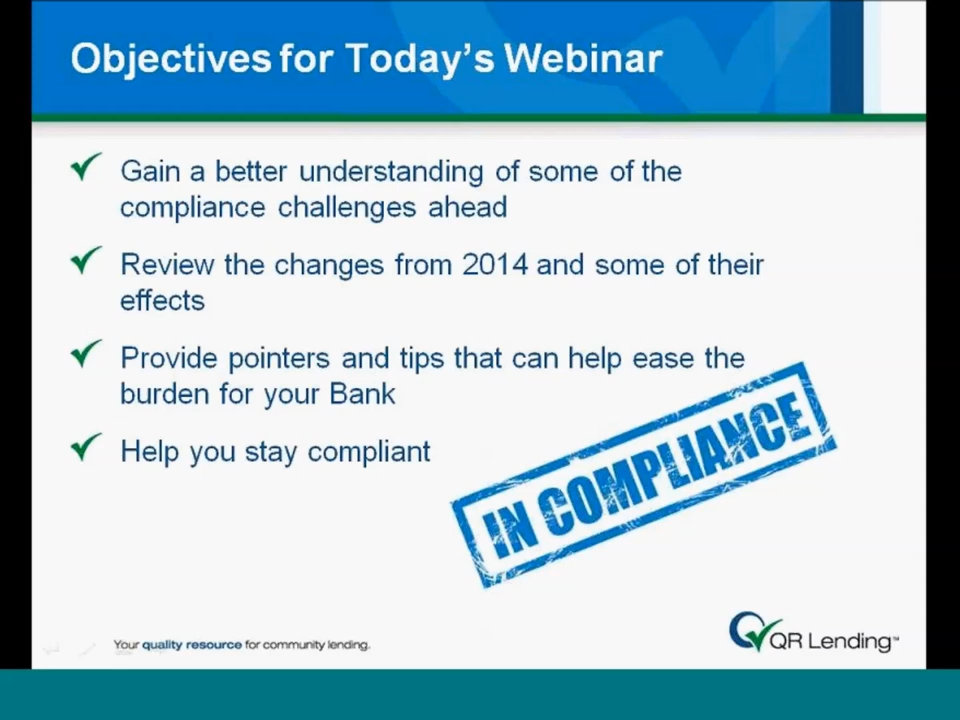 Objectives for Today's Webinar
Gain a better understanding of some of the
compliance challenges ahead
Review the changes from 2014 and some of their
effects
Provide pointers and tips that can help ease the
burden for your Bank
Help you stay compliant
IN COMPLIANCE
Your quality resource for community lending.
QR Lending™